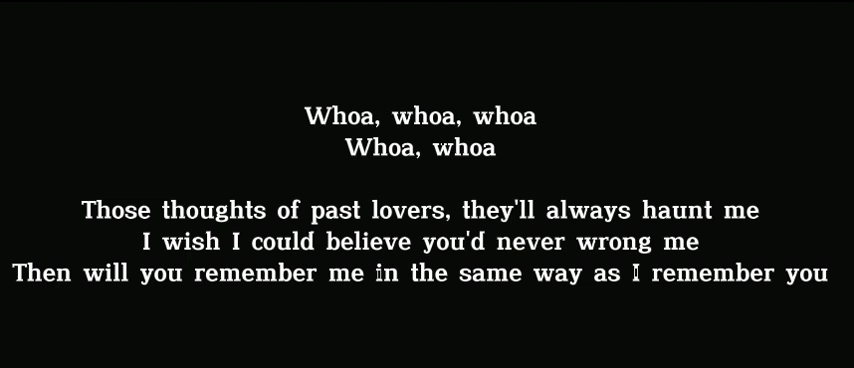 Whoa, whoa, whoa
Whoa, whoa
Those thoughts of past lovers, they'll always haunt me
I wish I could believe you'd never wrong me
Then will you remember me in the same way as I remember you